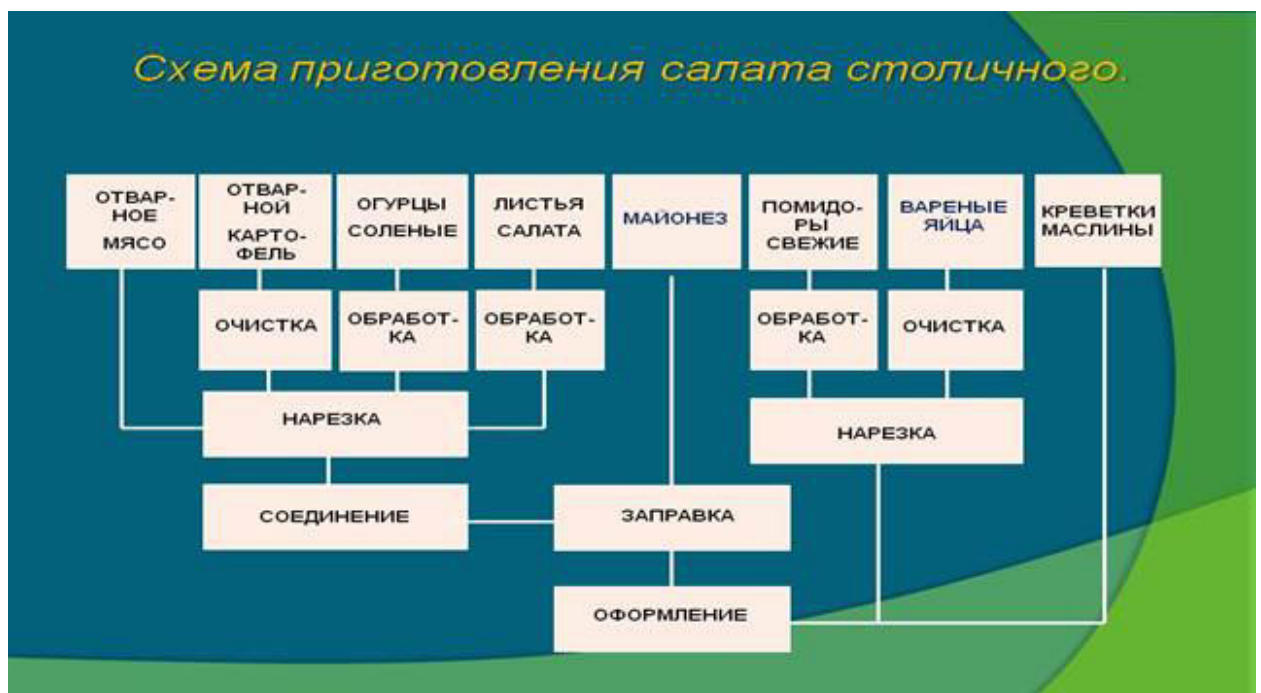 Схема приготовления салата столичного.
ОТВАР-
НОЕ
МЯСО
ОТВАР-
НОЙ
КАРТО-
ФЕЛЬ
ОГУРЦЫ
СОЛЕНЫЕ
ЛИСТЬЯ
САЛАТА
МАЙОНЕЗ
ПОМИДО-
РЫ
СВЕЖИЕ
ВАРЕНЫЕ
ЯЙЦА
КРЕВЕТКИ
МАСЛИНЫ
ОЧИСТКА
ОБРАБОТ-
КА
ОБРАБОТ-
КА
ОБРАБОТ-
КА
ОЧИСТКА
НАРЕЗКА
НАРЕЗКА
СОЕДИНЕНИЕ
ЗАПРАВКА
ОФОРМЛЕНИЕ